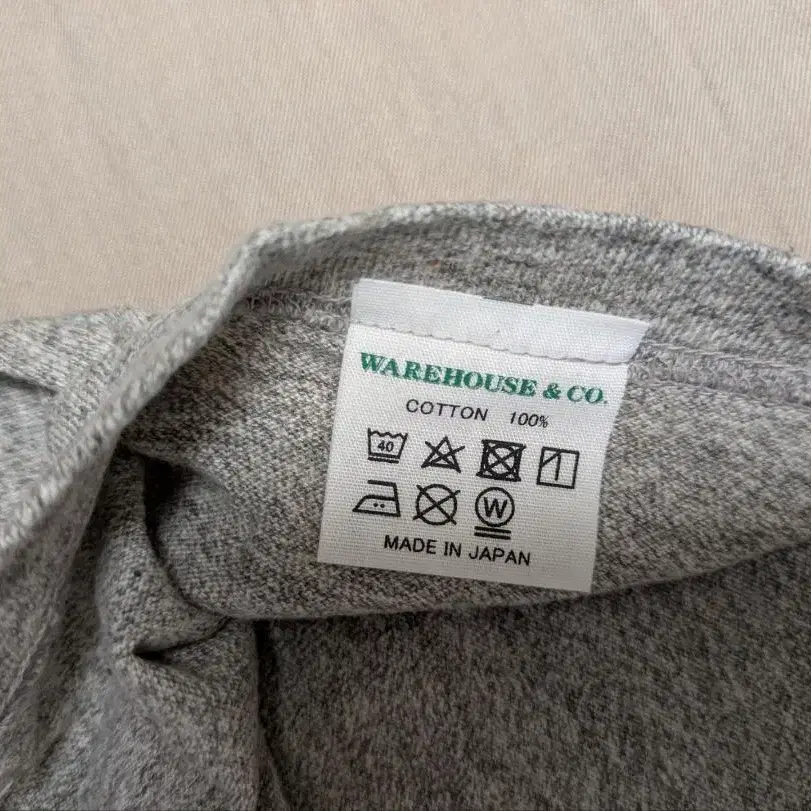 WAREHOUSE & CO.
COTTON 100%
40
W
MADE IN JAPAN